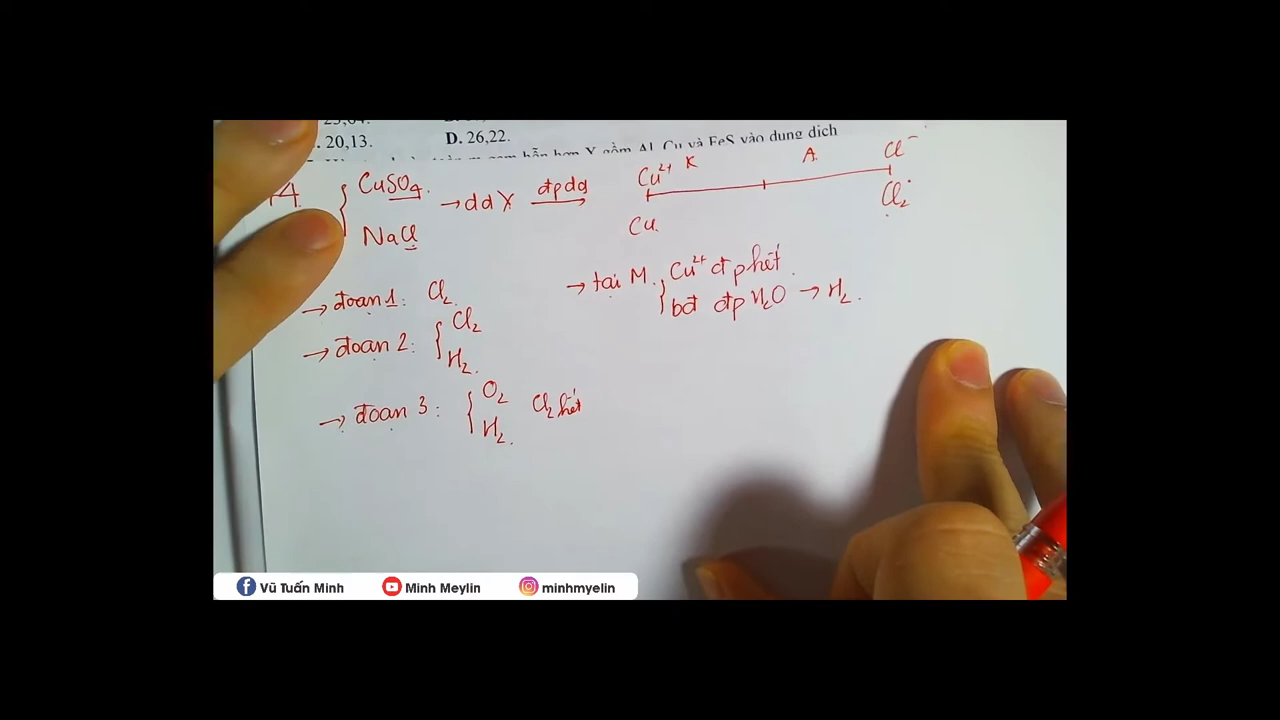 20,13. D. 26,22.
gồm Al, Cu và FeS vào dung dịch
74 { CuSO4. → dd Y đpdd →
NaCl
Cu2+ K A. Cl-
Cu. Cl2
→ đoạn 1: Cl2.
→ đoạn 2: { Cl2
H2.
→ đoạn 3: { O2 Cl2 hết
H2.
→ tại M. { Cu2+ đp hết.
bđ đp H2O → H2.
Vũ Tuấn Minh Minh Meylin minhmyelin